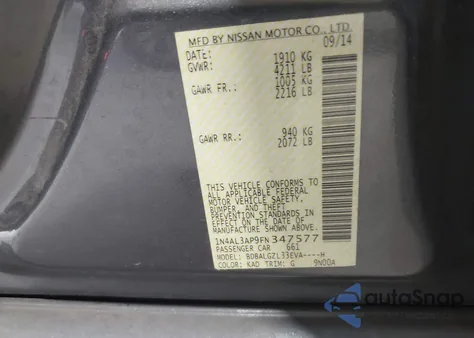 MFD BY NISSAN MOTOR CO., LTD.
DATE: 09/14
GVWR: 1910 KG
4211 LB
GAWR FR.: 1005 KG
2216 LB
GAWR RR.: 940 KG
2072 LB
THIS VEHICLE CONFORMS TO
ALL APPLICABLE FEDERAL
MOTOR VEHICLE SAFETY,
BUMPER, AND THEFT
PREVENTION STANDARDS IN
EFFECT ON THE DATE OF
MANUFACTURE SHOWN ABOVE.
1N4AL3AP9FN347577
PASSENGER CAR 661
MODEL: BDBALGZL33EVA----H
COLOR: KAD TRIM: G 9N00A
autoSnap